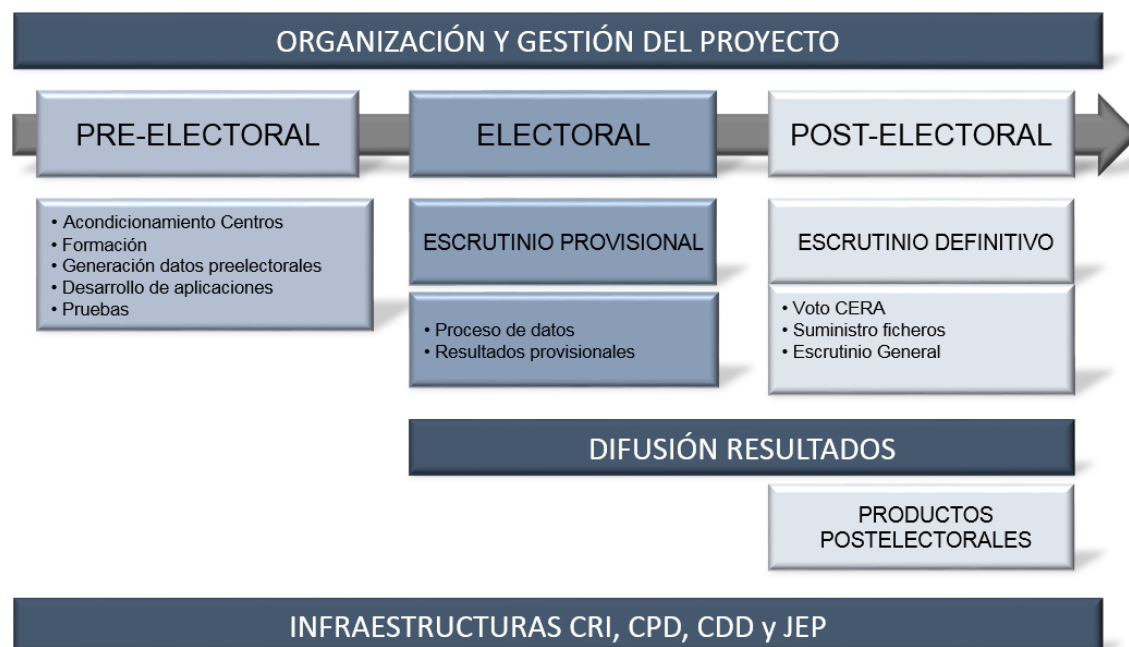 ORGANIZACIÓN Y GESTIÓN DEL PROYECTO
PRE-ELECTORAL
ELECTORAL
POST-ELECTORAL
• Acondicionamiento Centros
• Formación
• Generación datos preelectorales
• Desarrollo de aplicaciones
• Pruebas
ESCRUTINIO PROVISIONAL
• Proceso de datos
• Resultados provisionales
ESCRUTINIO DEFINITIVO
• Voto CERA
• Suministro ficheros
• Escrutinio General
DIFUSIÓN RESULTADOS
PRODUCTOS
POSTELECTORALES
INFRAESTRUCTURAS CRI, CPD, CDD y JEP